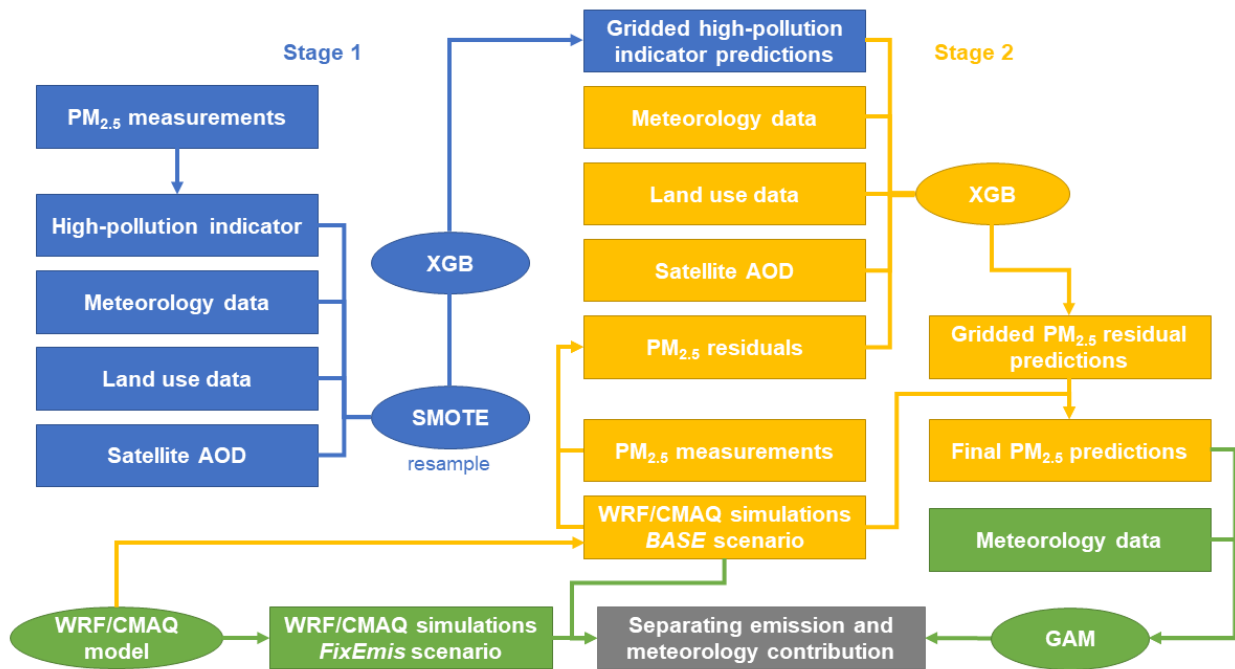 Stage 1
PM2.5 measurements
High-pollution indicator
Meteorology data
Land use data
Satellite AOD
XGB
SMOTE
resample
Gridded high-pollution
indicator predictions
Stage 2
Meteorology data
Land use data
Satellite AOD
PM2.5 residuals
PM2.5 measurements
WRF/CMAQ simulations
BASE scenario
XGB
Gridded PM2.5 residual
predictions
Final PM2.5 predictions
Meteorology data
WRF/CMAQ
model
WRF/CMAQ simulations
FixEmis scenario
Separating emission and
meteorology contribution
GAM